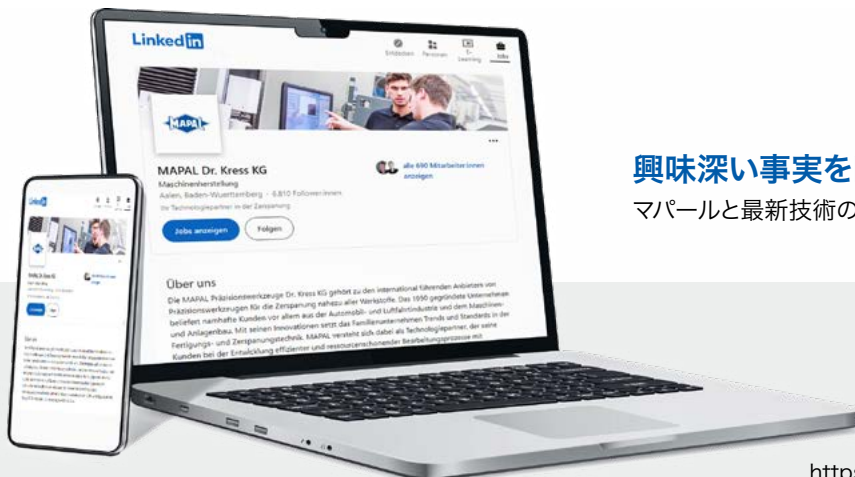 Linked in
Entdecken Personen E-Learning Jobs
MAPAL
MAPAL Dr. Kress KG
Maschinenherstellung
Aalen, Baden-Wuerttemberg · 6.810 Follower:innen
Ihr Technologiepartner in der Zerspanung
alle 690 Mitarbeiter:innen
anzeigen
Jobs anzeigen Folgen
Über uns
Die MAPAL Präzisionswerkzeuge Dr. Kress KG gehört zu den international führenden Anbietern von
Präzisionswerkzeugen für die Zerspanung nahezu aller Werkstoffe. Das 1950 gegründete Unternehmen
beliefert namhafte Kunden vor allem aus der Automobil- und Luftfahrtindustrie und dem Maschinen-
und Anlagenbau. Mit seinen Innovationen setzt das Familienunternehmen Trends und Standards in der
Fertigungs- und Zerspanungstechnik. MAPAL versteht sich dabei als Technologiepartner, der seine
Kunden bei der Entwicklung effizienter und ressourcenschonender Bearbeitungsprozesse mit
Linked in
興味深い事実を
マパールと最新技術の
https